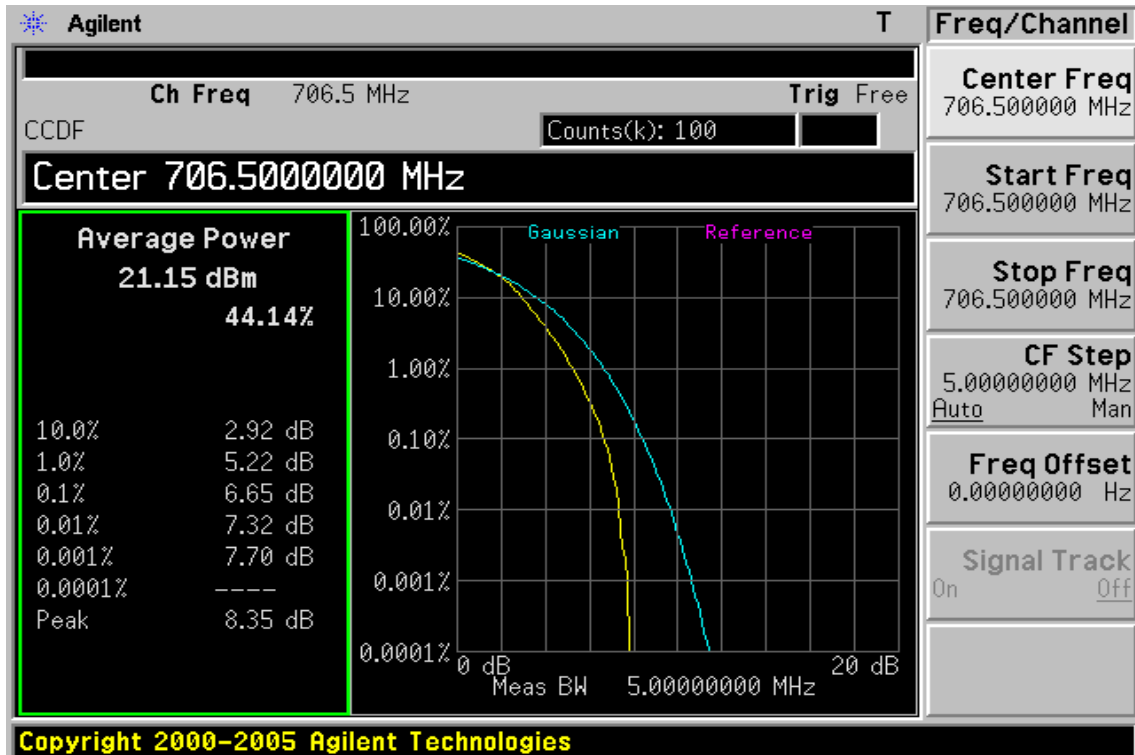 Agilent T
Ch Freq 706.5 MHz Trig Free
CCDF Counts(k): 100
Center 706.5000000 MHz
Average Power
21.15 dBm
44.14%
10.0% 2.92 dB
1.0% 5.22 dB
0.1% 6.65 dB
0.01% 7.32 dB
0.001% 7.70 dB
0.0001% ----
Peak 8.35 dB
Gaussian Reference
100.00%
10.00%
1.00%
0.10%
0.01%
0.001%
0.0001%
0 dB 20 dB
Meas BW 5.00000000 MHz
Freq/Channel
Center Freq
706.500000 MHz
Start Freq
706.500000 MHz
Stop Freq
706.500000 MHz
CF Step
5.00000000 MHz
Auto Man
Freq Offset
0.00000000 Hz
Signal Track
On Off
Copyright 2000-2005 Agilent Technologies